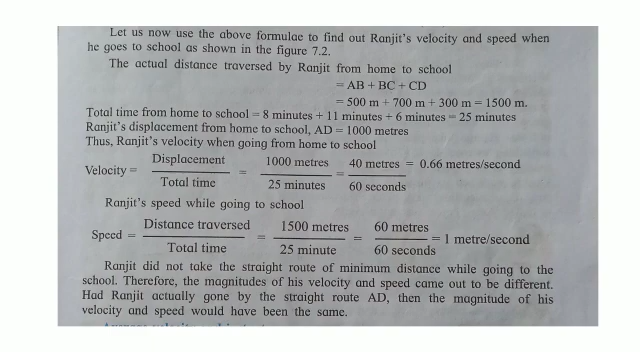 Let us now use the above formulae to find out Ranjit's velocity and speed when
he goes to school as shown in the figure 7.2.
The actual distance traversed by Ranjit from home to school
= AB + BC + CD
= 500 m + 700 m + 300 m = 1500 m.
Total time from home to school = 8 minutes + 11 minutes + 6 minutes = 25 minutes
Ranjit's displacement from home to school, AD = 1000 metres
Thus, Ranjit's velocity when going from home to school
Velocity = Displacement / Total time = 1000 metres / 25 minutes = 40 metres / 60 seconds = 0.66 metres/second
Ranjit's speed while going to school
Speed = Distance traversed / Total time = 1500 metres / 25 minute = 60 metres / 60 seconds = 1 metre/second
Ranjit did not take the straight route of minimum distance while going to the
school. Therefore, the magnitudes of his velocity and speed came out to be different.
Had Ranjit actually gone by the straight route AD, then the magnitude of his
velocity and speed would have been the same.